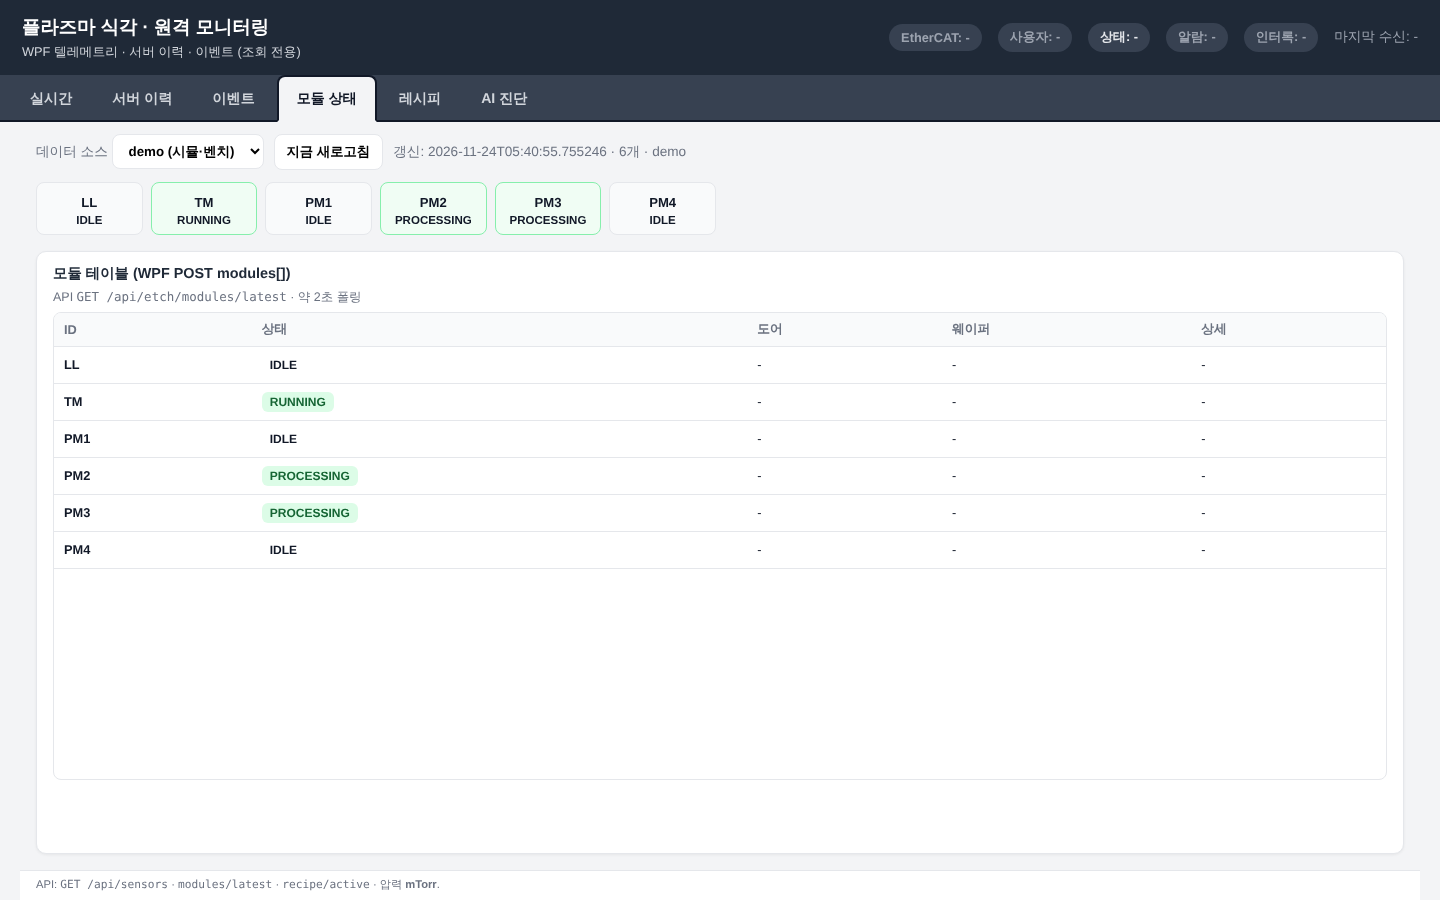 플라즈마 식각 · 원격 모니터링
WPF 텔레메트리 · 서버 이력 · 이벤트 (조회 전용)
EtherCAT: -
사용자: -
상태: -
알람: -
인터록: -
마지막 수신: -
실시간
서버 이력
이벤트
모듈 상태
레시피
AI 진단
데이터 소스
demo (시뮬·벤치)
지금 새로고침
갱신: 2026-11-24T05:40:55.755246 · 6개 · demo
LL
IDLE
TM
RUNNING
PM1
IDLE
PM2
PROCESSING
PM3
PROCESSING
PM4
IDLE
모듈 테이블 (WPF POST modules[])
API GET /api/etch/modules/latest · 약 2초 폴링
ID 상태 도어 웨이퍼 상세
LL IDLE - - -
TM RUNNING - - -
PM1 IDLE - - -
PM2 PROCESSING - - -
PM3 PROCESSING - - -
PM4 IDLE - - -
API: GET /api/sensors · modules/latest · recipe/active · 압력 mTorr.